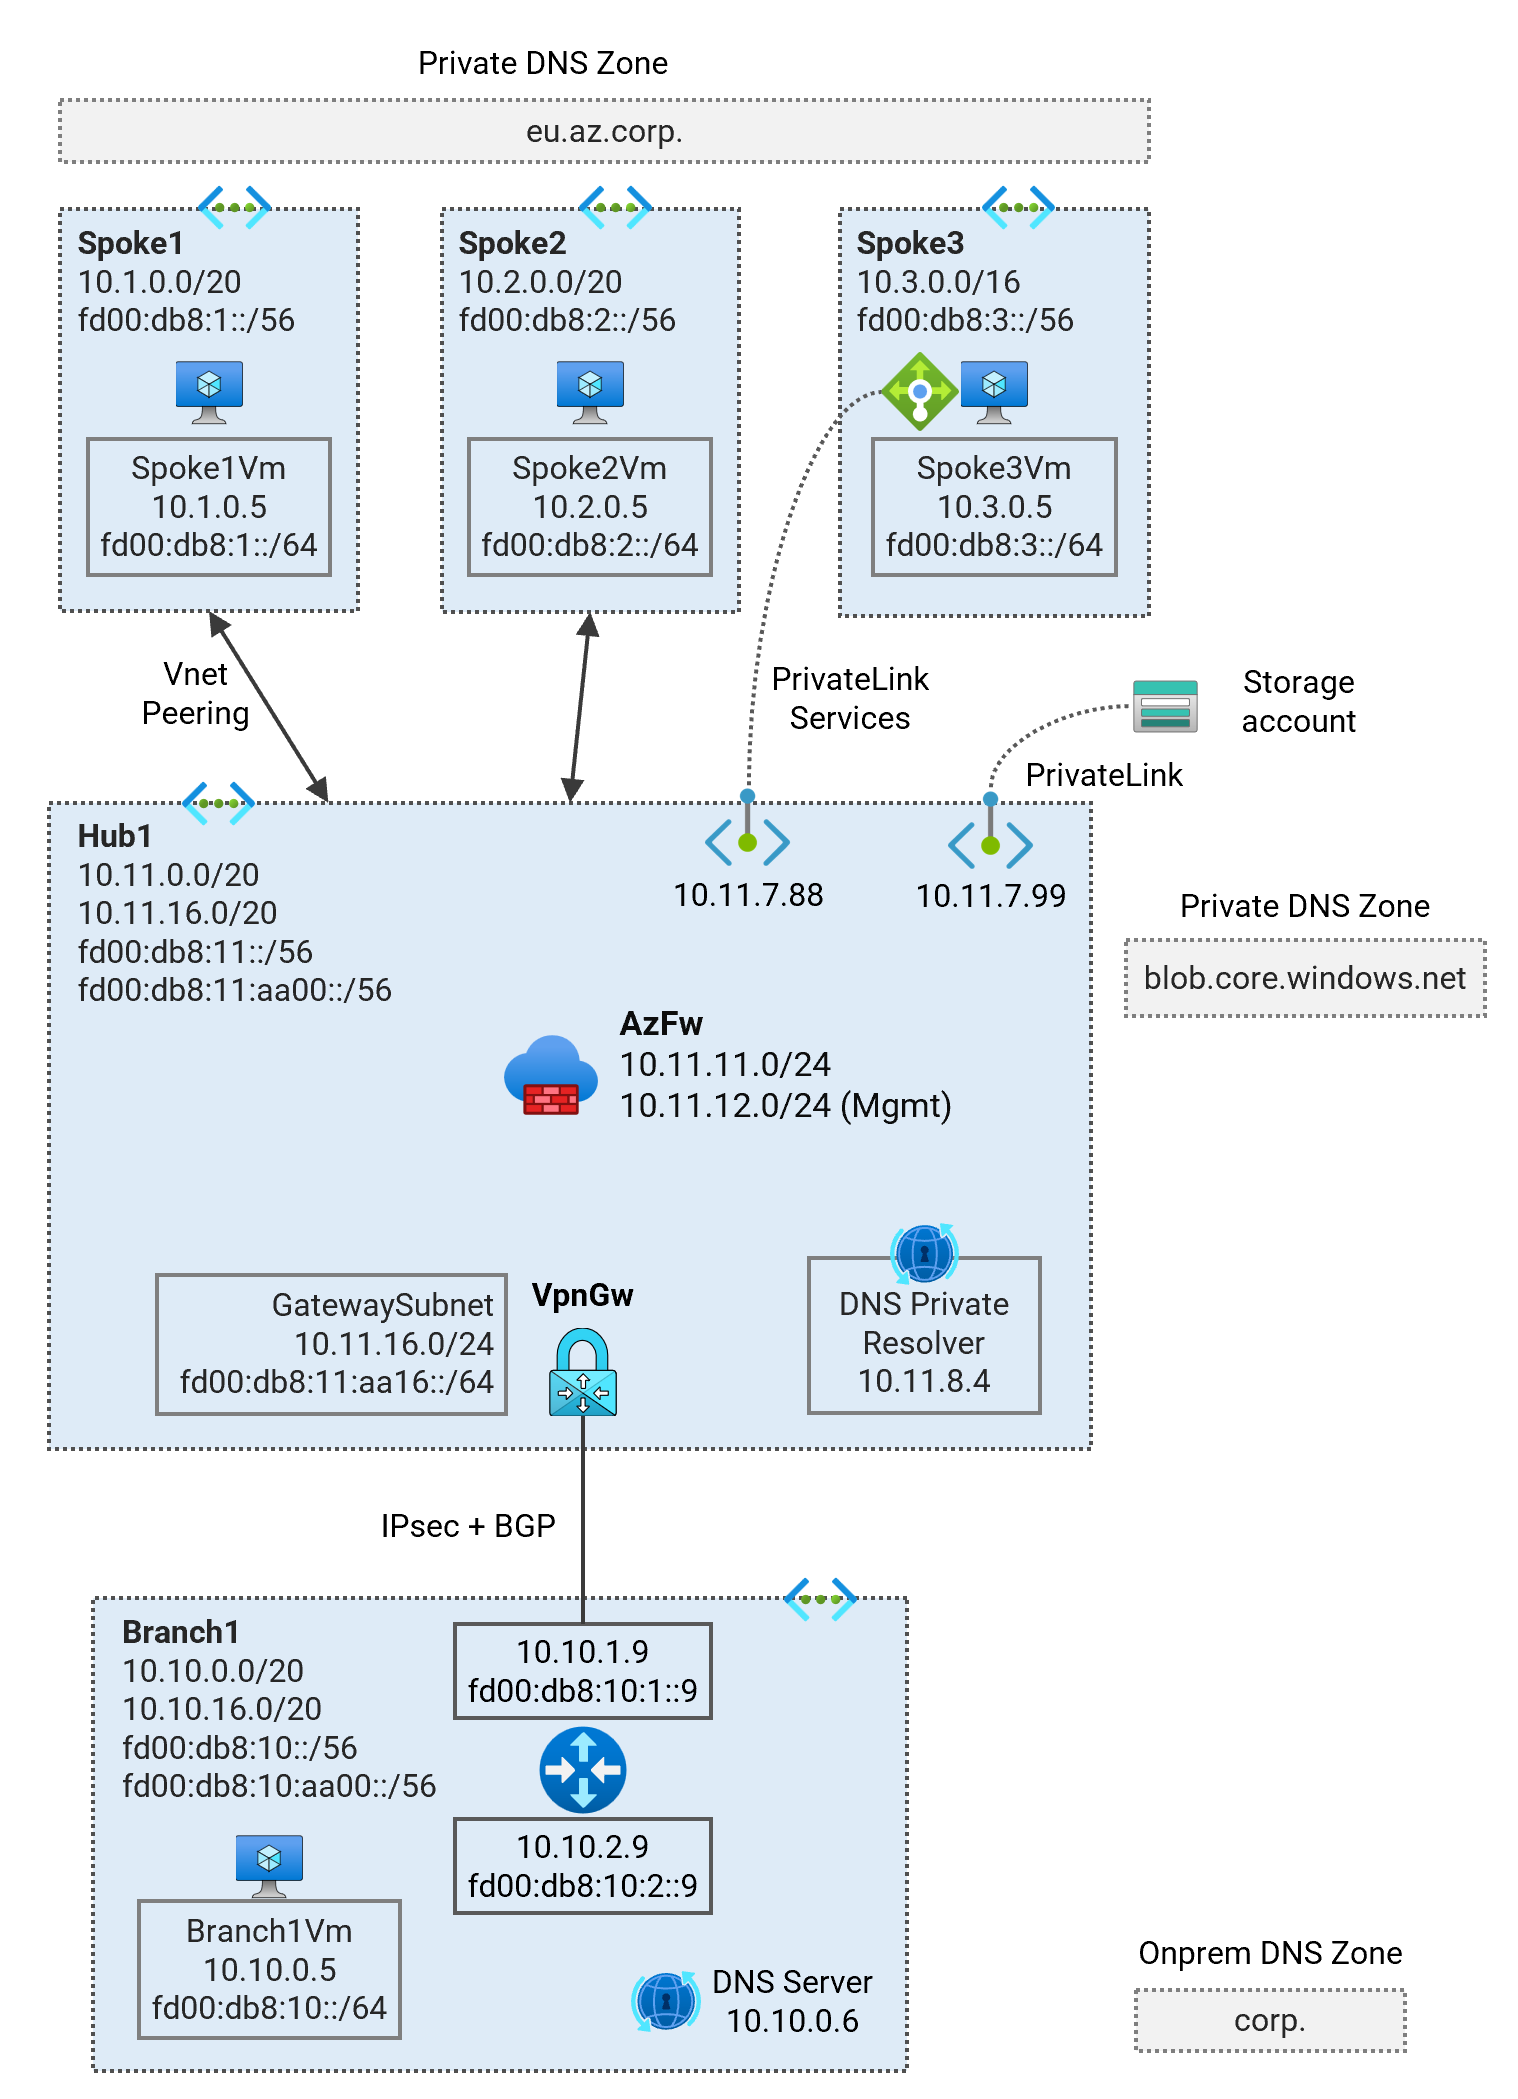 Private DNS Zone
eu.az.corp.
Spoke1
10.1.0.0/20
fd00:db8:1::/56
Spoke1Vm
10.1.0.5
fd00:db8:1::/64
Spoke2
10.2.0.0/20
fd00:db8:2::/56
Spoke2Vm
10.2.0.5
fd00:db8:2::/64
Spoke3
10.3.0.0/16
fd00:db8:3::/56
Spoke3Vm
10.3.0.5
fd00:db8:3::/64
Vnet
Peering
PrivateLink
Services
Storage
account
PrivateLink
Hub1
10.11.0.0/20
10.11.16.0/20
fd00:db8:11::/56
fd00:db8:11:aa00::/56
10.11.7.88
10.11.7.99
Private DNS Zone
blob.core.windows.net
AzFw
10.11.11.0/24
10.11.12.0/24 (Mgmt)
GatewaySubnet
10.11.16.0/24
fd00:db8:11:aa16::/64
VpnGw
DNS Private
Resolver
10.11.8.4
IPsec + BGP
Branch1
10.10.0.0/20
10.10.16.0/20
fd00:db8:10::/56
fd00:db8:10:aa00::/56
10.10.1.9
fd00:db8:10:1::9
10.10.2.9
fd00:db8:10:2::9
Branch1Vm
10.10.0.5
fd00:db8:10::/64
DNS Server
10.10.0.6
Onprem DNS Zone
corp.